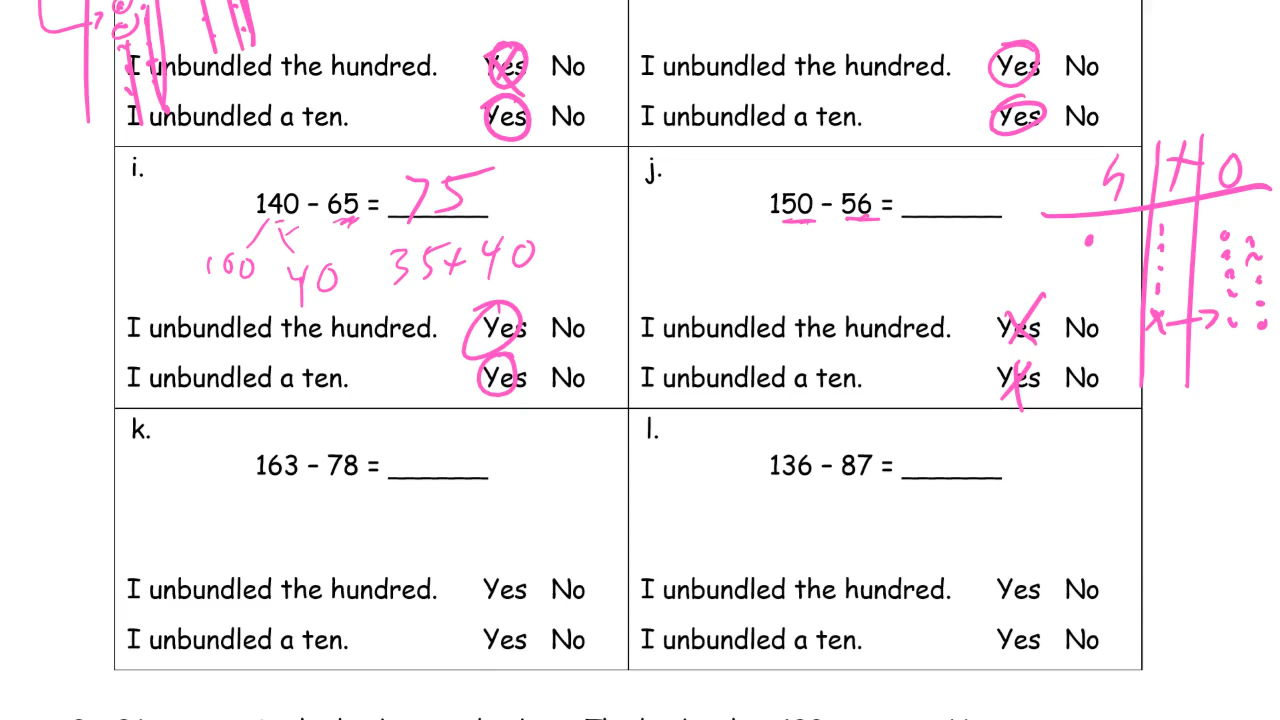 I unbundled the hundred. Yes No
I unbundled a ten. Yes No
I unbundled the hundred. Yes No
I unbundled a ten. Yes No
i.
140 – 65 = 75
100 40 35+40
I unbundled the hundred. Yes No
I unbundled a ten. Yes No
j.
150 – 56 = ______
h T O
I unbundled the hundred. Yes No
I unbundled a ten. Yes No
k.
163 – 78 = ______
I unbundled the hundred. Yes No
I unbundled a ten. Yes No
l.
136 – 87 = ______
I unbundled the hundred. Yes No
I unbundled a ten. Yes No